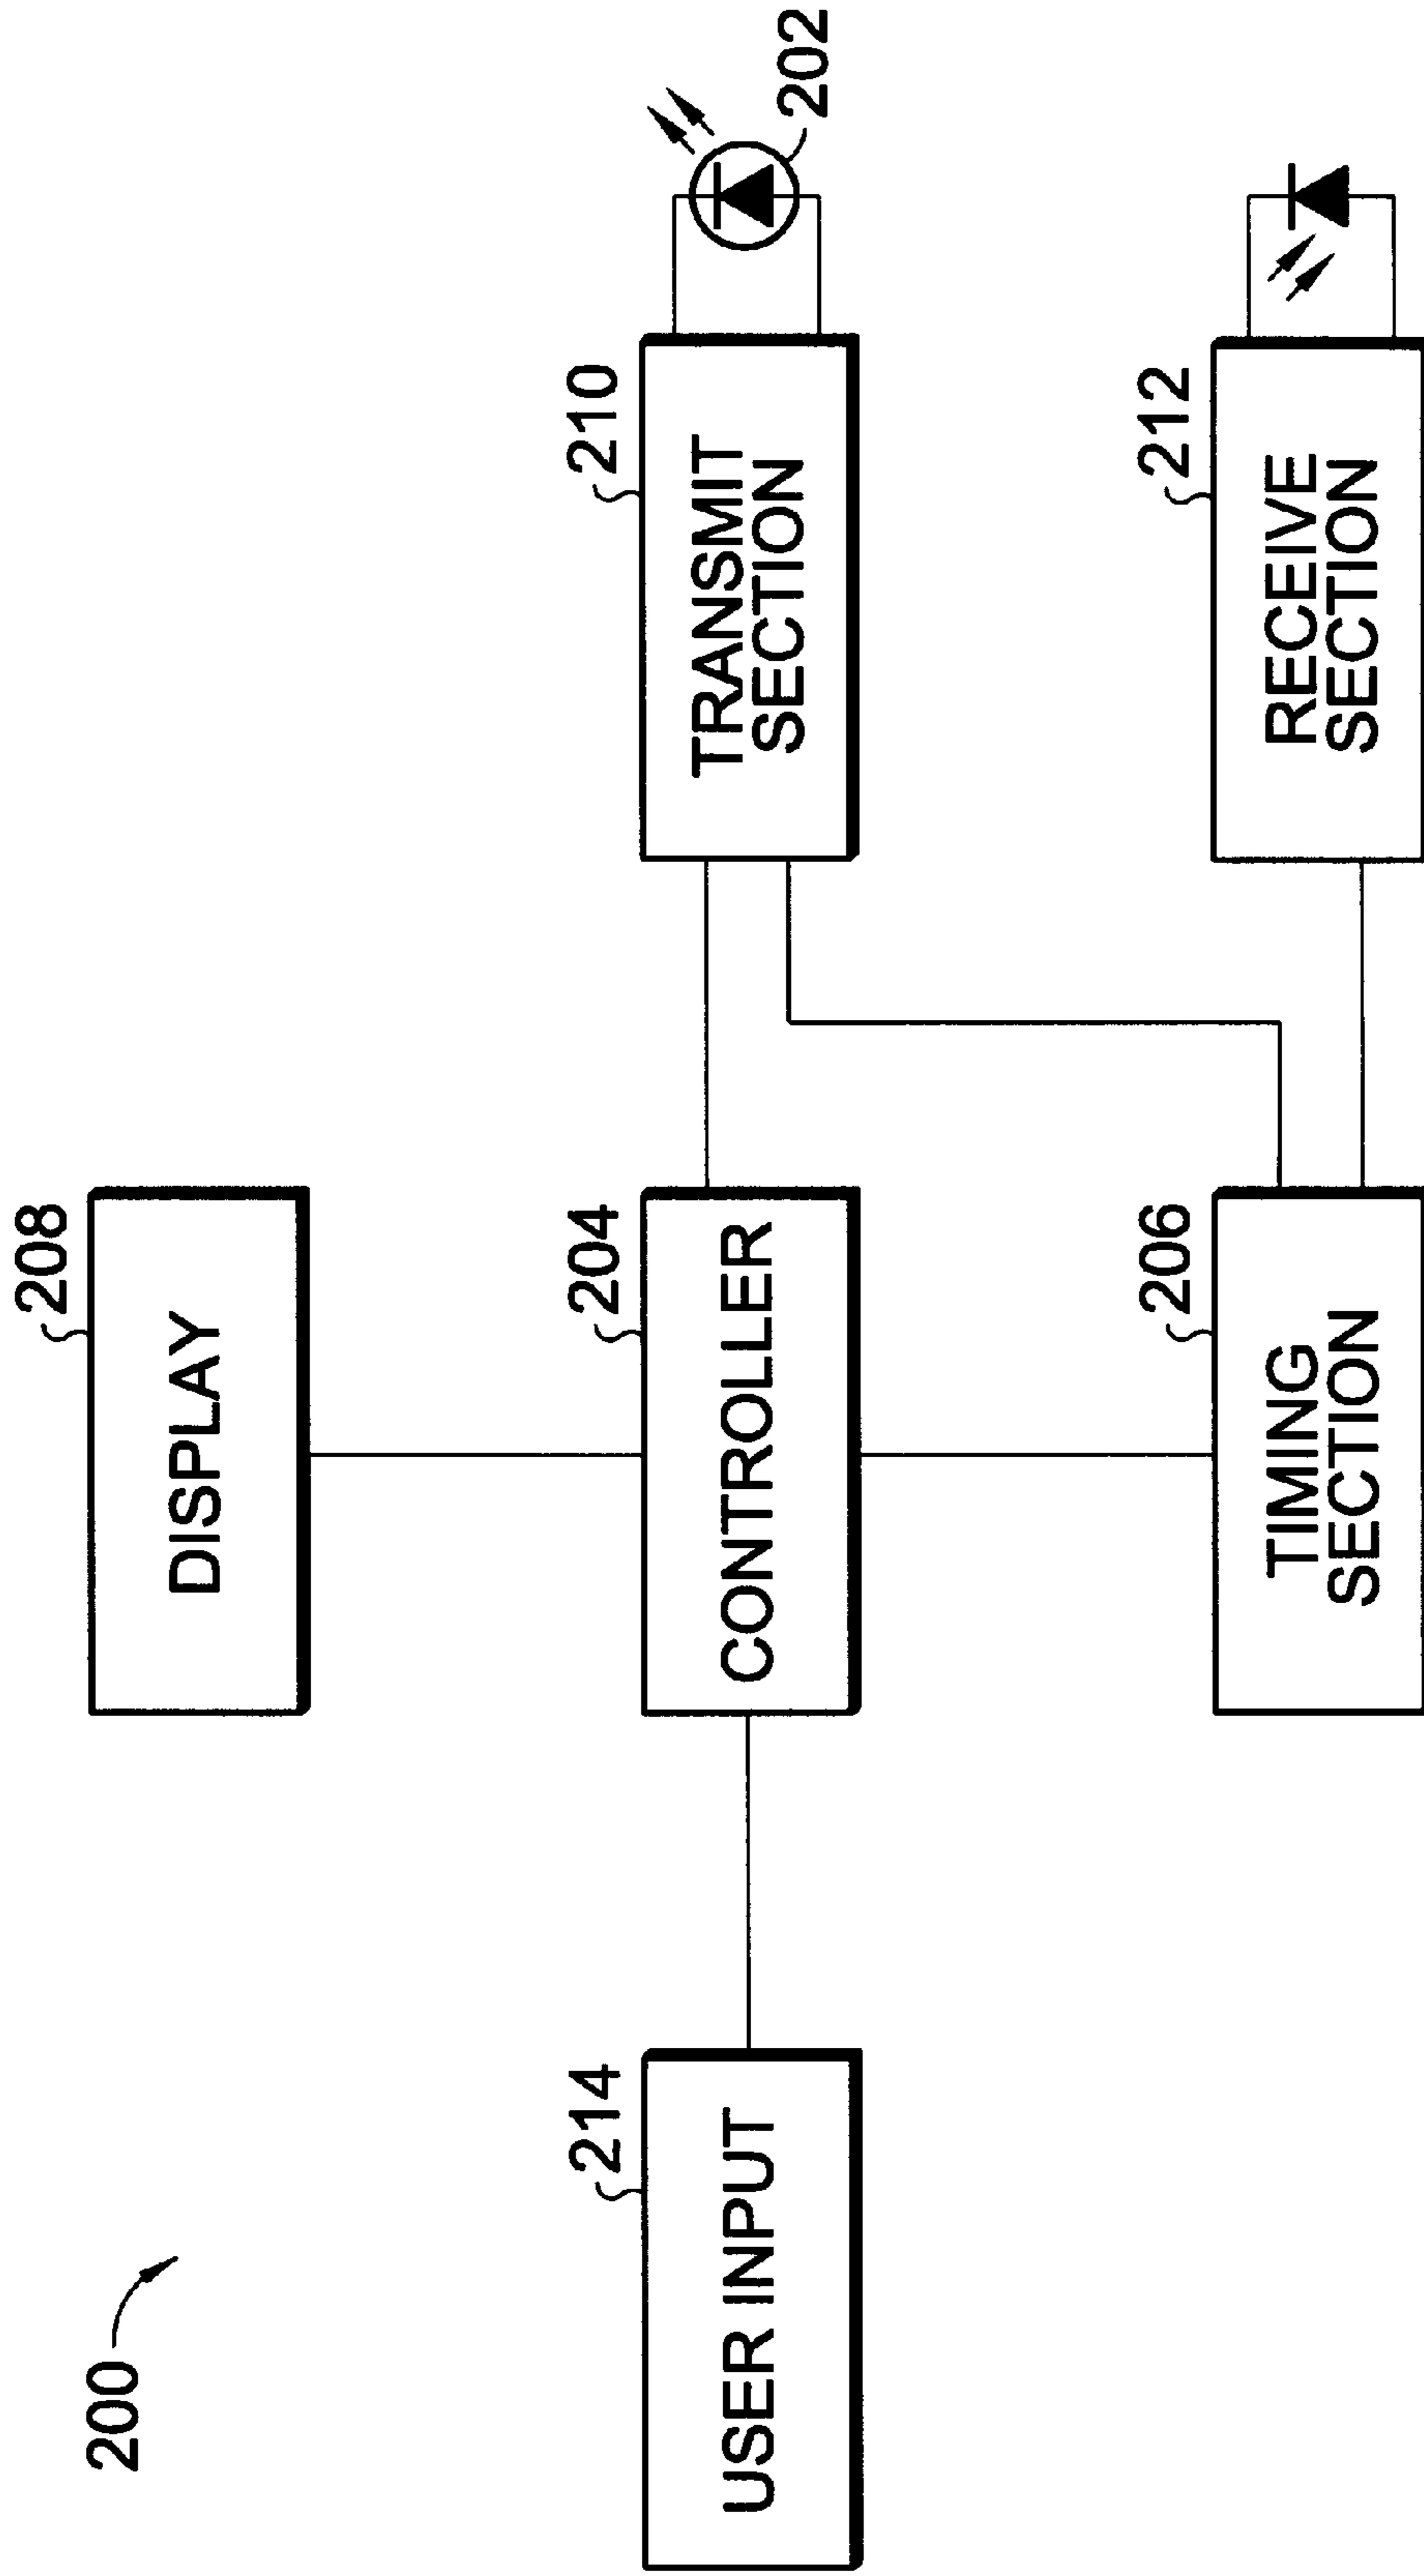 200
208
DISPLAY
214
USER INPUT
204
CONTROLLER
210
TRANSMIT
SECTION
202
206
TIMING
SECTION
212
RECEIVE
SECTION